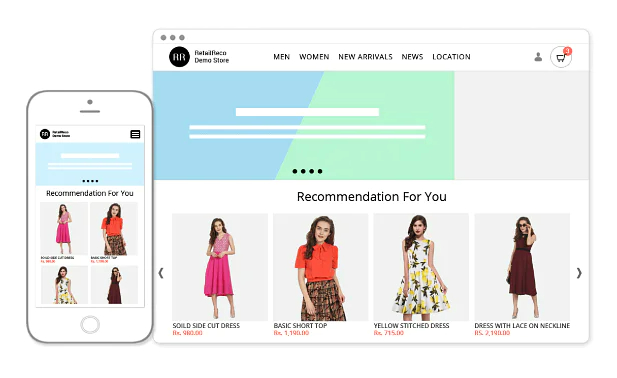 RR
RetailReco
Demo Store
MEN WOMEN NEW ARRIVALS NEWS LOCATION
3
Recommendation For You
SOILD SIDE CUT DRESS
Rs. 980.00
BASIC SHORT TOP
Rs. 1,190.00
YELLOW STITCHED DRESS
Rs. 715.00
DRESS WITH LACE ON NECKLINE
RS. 2,190.00
RR
RetailReco
Demo Store
Recommendation For You
SOILD SIDE CUT DRESS
Rs. 980.00
BASIC SHORT TOP
Rs. 1,190.00